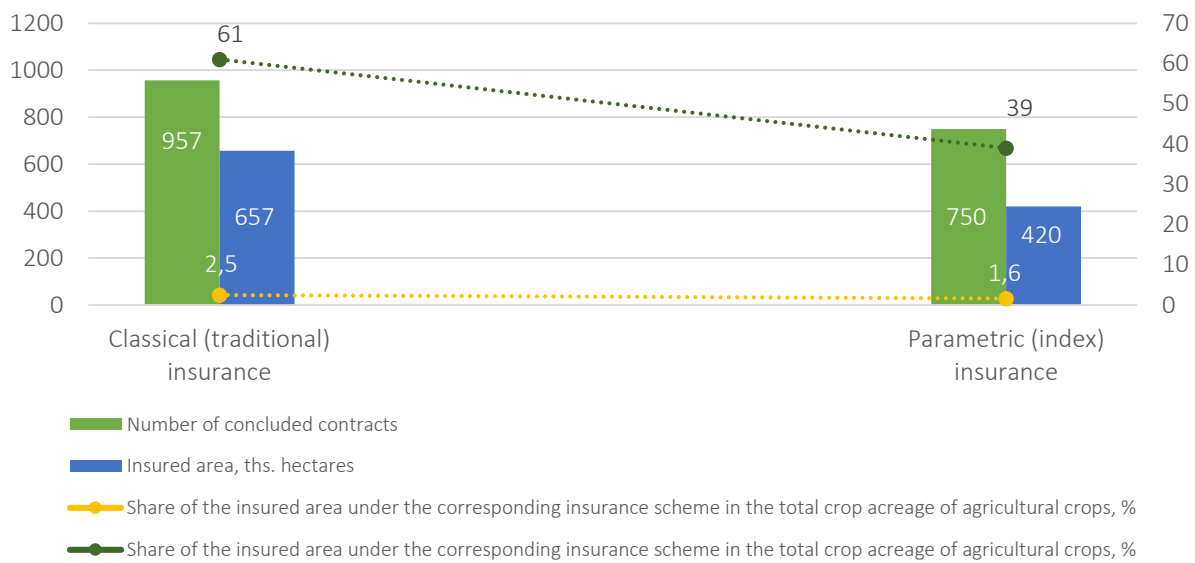 1200
1000
800
600
400
200
0
70
60
50
40
30
20
10
0
61
39
957
657
2,5
750
420
1,6
Classical (traditional)
insurance
Parametric (index)
insurance
Number of concluded contracts
Insured area, ths. hectares
Share of the insured area under the corresponding insurance scheme in the total crop acreage of agricultural crops, %
Share of the insured area under the corresponding insurance scheme in the total crop acreage of agricultural crops, %